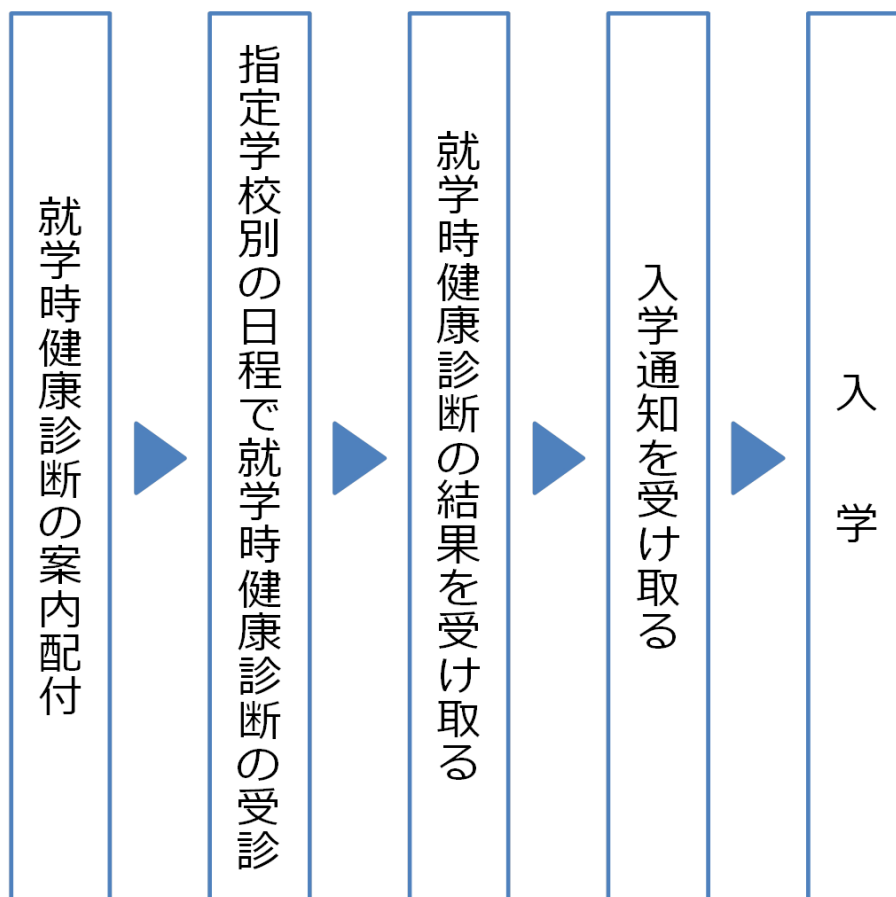 就学時健康診断の案内配付
指定学校別の日程で就学時健康診断の受診
就学時健康診断の結果を受け取る
入学通知を受け取る
入学